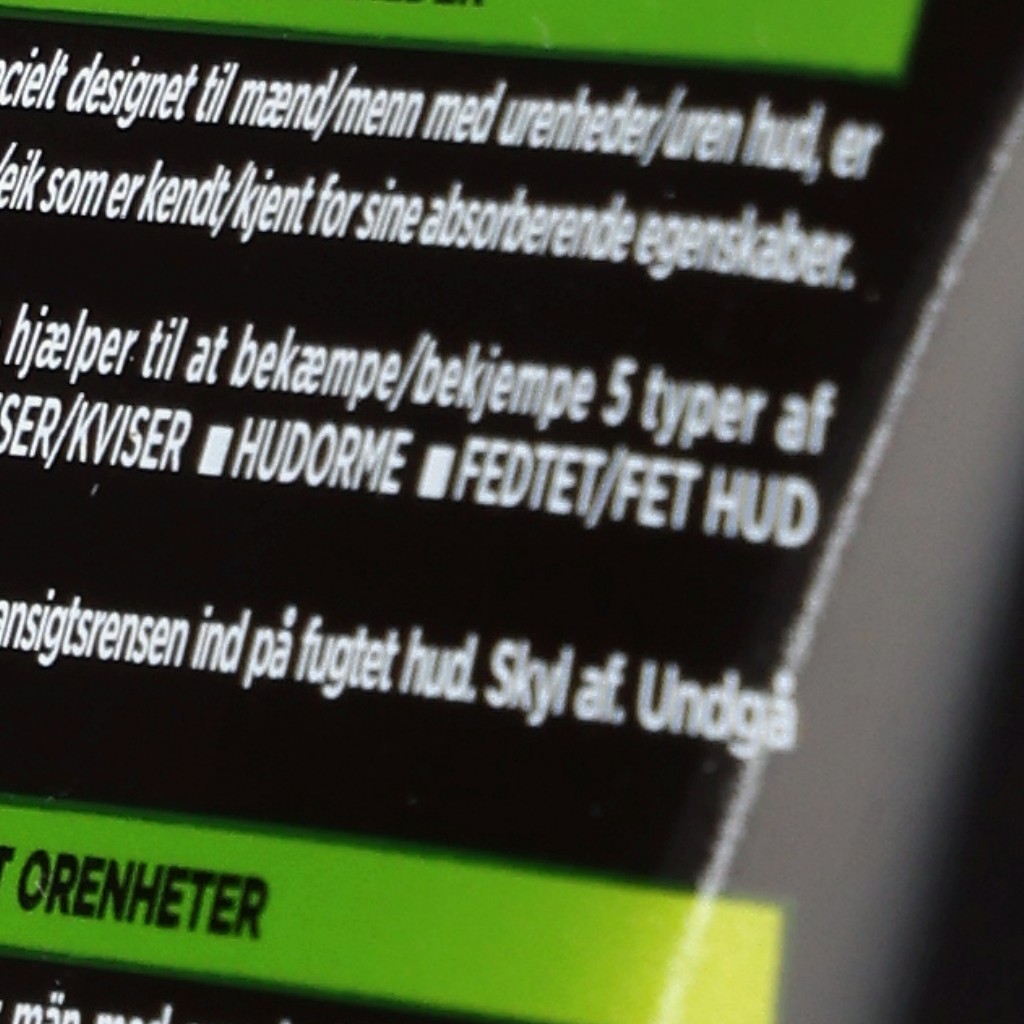 designet til mænd/menn med urenheder/uren hud, er
/eik som er kendt/kjent for sine absorberende egenskaber.
hjælper til at bekæmpe/bekjempe 5 typer af
SER/KVISER ■ HUDORME ■ FEDTET/FET HUD
ansigtsrensen ind på fugtet hud. Skyl af. Undgå
T ORENHETER
män med